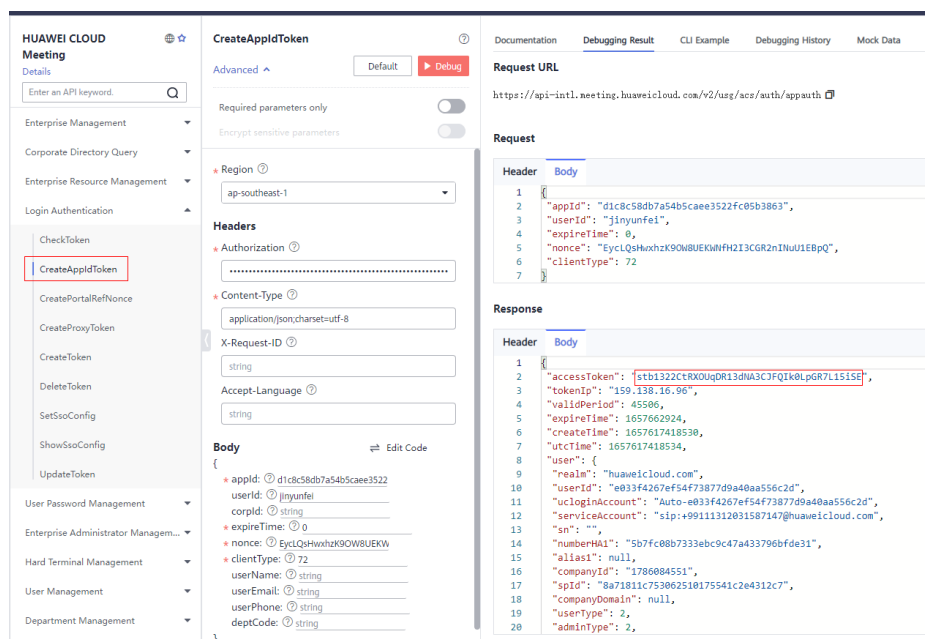 HUAWEI CLOUD
Meeting
Details
Enter an API keyword.
Enterprise Management
Corporate Directory Query
Enterprise Resource Management
Login Authentication
CheckToken
CreateAppIdToken
CreatePortalRefNonce
CreateProxyToken
CreateToken
DeleteToken
SetSsoConfig
ShowSsoConfig
UpdateToken
User Password Management
Enterprise Administrator Managem...
Hard Terminal Management
User Management
Department Management
CreateAppIdToken
Advanced
Default
Debug
Required parameters only
Encrypt sensitive parameters
* Region
ap-southeast-1
Headers
* Authorization
* Content-Type
application/json;charset=utf-8
X-Request-ID
string
Accept-Language
string
Body
Edit Code
{
* appId: d1c8c58db7a54b5caee3522
userId: jinyunfei
corpId: string
* expireTime: 0
* nonce: EycLQsHwxhzK9OW8UEKW
* clientType: 72
userName: string
userEmail: string
userPhone: string
deptCode: string
}
Documentation
Debugging Result
CLI Example
Debugging History
Mock Data
Request URL
https://api-intl.meeting.huaweicloud.com/v2/usg/acs/auth/appauth
Request
Header
Body
1 {
2 "appId": "d1c8c58db7a54b5caee3522fc05b3863",
3 "userId": "jinyunfei",
4 "expireTime": 0,
5 "nonce": "EycLQsHwxhzK9OW8UEKWNfH2I3CGR2nINuU1EBpQ",
6 "clientType": 72
7 }
Response
Header
Body
1 {
2 "accessToken": "stb1322CtRXOUqDR13dNA3CJFQIk0LpGR7L15iSE",
3 "tokenIp": "159.138.16.96",
4 "validPeriod": 45506,
5 "expireTime": 1657662924,
6 "createTime": 1657617418530,
7 "utcTime": 1657617418534,
8 "user": {
9 "realm": "huaweicloud.com",
10 "userId": "e033f4267ef54f73877d9a40aa556c2d",
11 "ucloginAccount": "Auto-e033f4267ef54f73877d9a40aa556c2d",
12 "serviceAccount": "sip:+99111312031587147@huaweicloud.com",
13 "sn": "",
14 "numberHA1": "5b7fc08b7333ebc9c47a433796bfde31",
15 "alias1": null,
16 "companyId": "1786084551",
17 "spId": "8a71811c753062510175541c2e4312c7",
18 "companyDomain": null,
19 "userType": 2,
20 "adminType": 2,